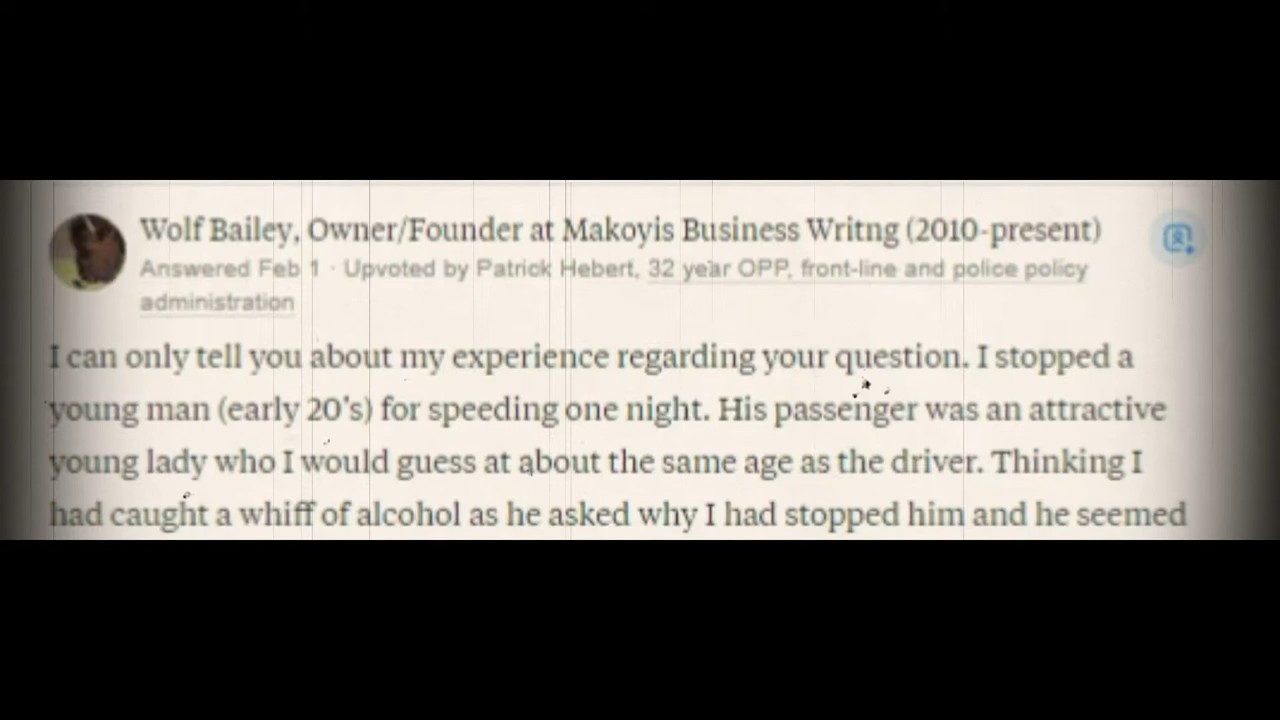 Wolf Bailey, Owner/Founder at Makoyis Business Writng (2010-present)
Answered Feb 1 · Upvoted by Patrick Hebert, 32 year OPP, front-line and police policy
administration
I can only tell you about my experience regarding your question. I stopped a
young man (early 20's) for speeding one night. His passenger was an attractive
young lady who I would guess at about the same age as the driver. Thinking I
had caught a whiff of alcohol as he asked why I had stopped him and he seemed